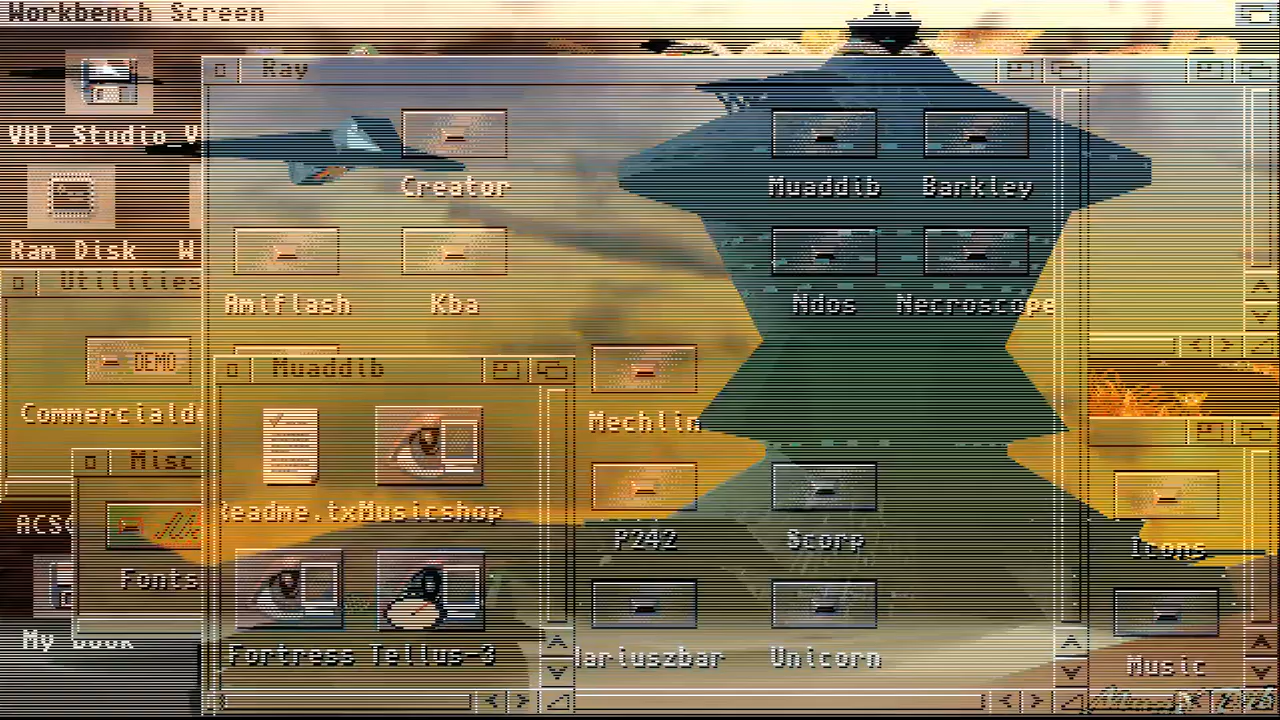 Workbench Screen
Ray
VHI_Studio_V
Creator
Muaddib
Barkley
Ram Disk
W
Utilities
Amiflash
Kba
Ndos
Necroscope
DEMO
Muaddib
Commercialde
Mechlin
Misc
Readme.tx
Musicshop
ACSC
P242
Scorp
Icons
Fonts
My Book
Fortress
Tellus-3
Dariuszbar
Unicorn
Music